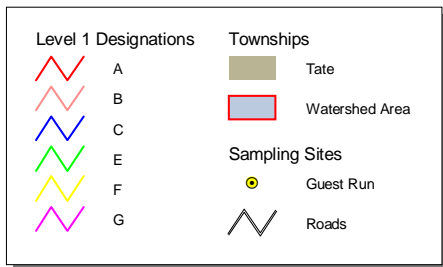 Level 1 Designations
A
B
C
E
F
G
Townships
Tate
Watershed Area
Sampling Sites
Guest Run
Roads